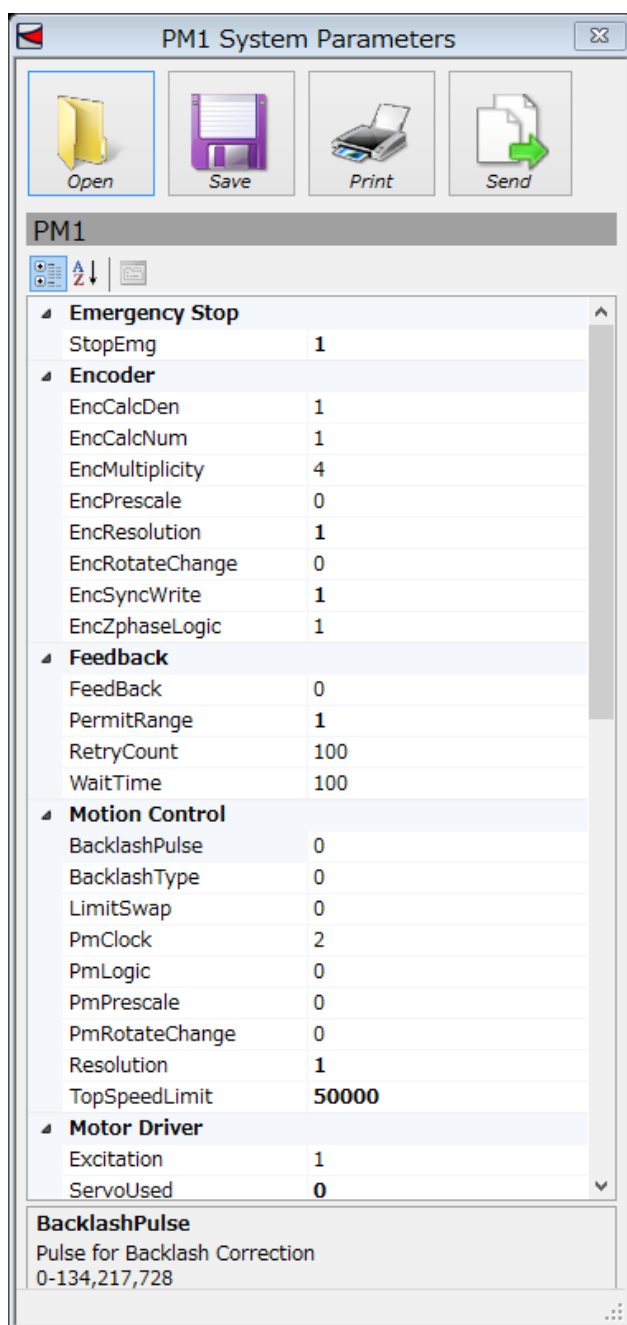 PM1 System Parameters
Open Save Print Send
PM1
Emergency Stop
StopEmg 1
Encoder
EncCalcDen 1
EncCalcNum 1
EncMultiplicity 4
EncPrescale 0
EncResolution 1
EncRotateChange 0
EncSyncWrite 1
EncZphaseLogic 1
Feedback
FeedBack 0
PermitRange 1
RetryCount 100
WaitTime 100
Motion Control
BacklashPulse 0
BacklashType 0
LimitSwap 0
PmClock 2
PmLogic 0
PmPrescale 0
PmRotateChange 0
Resolution 1
TopSpeedLimit 50000
Motor Driver
Excitation 1
ServoUsed 0
BacklashPulse
Pulse for Backlash Correction
0-134,217,728